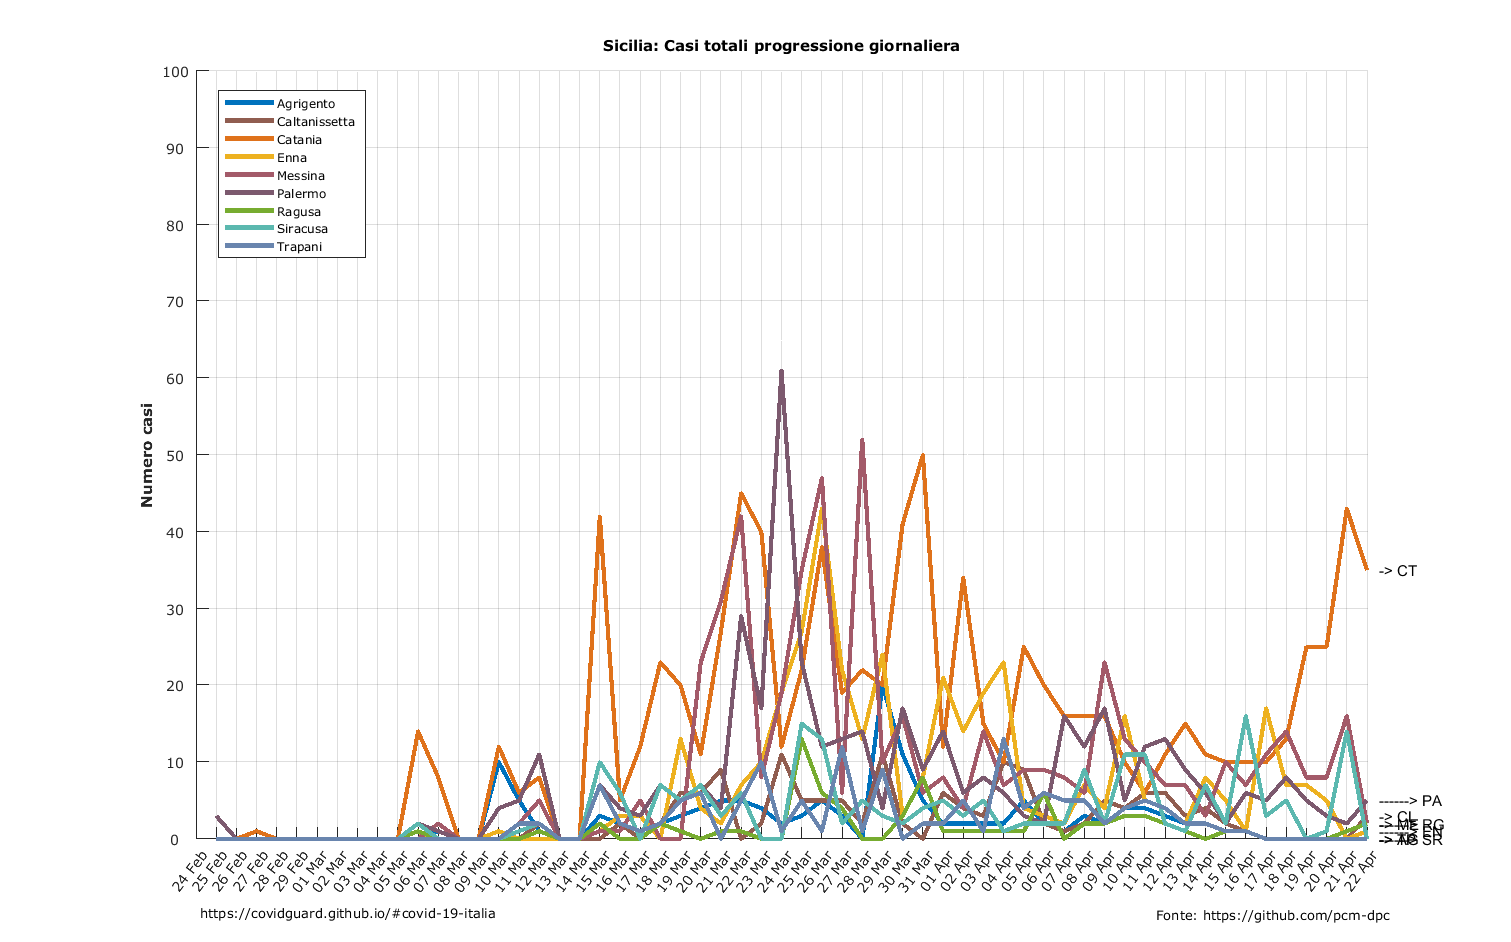 Sicilia: Casi totali progressione giornaliera
Numero casi
100
90
80
70
60
50
40
30
20
10
0
Agrigento
Caltanissetta
Catania
Enna
Messina
Palermo
Ragusa
Siracusa
Trapani
-> CT
------> PA
-> CL
RG
EN
SR
24 Feb
25 Feb
26 Feb
27 Feb
28 Feb
29 Feb
01 Mar
02 Mar
03 Mar
04 Mar
05 Mar
06 Mar
07 Mar
08 Mar
09 Mar
10 Mar
11 Mar
12 Mar
13 Mar
14 Mar
15 Mar
16 Mar
17 Mar
18 Mar
19 Mar
20 Mar
21 Mar
22 Mar
23 Mar
24 Mar
25 Mar
26 Mar
27 Mar
28 Mar
29 Mar
30 Mar
31 Mar
01 Apr
02 Apr
03 Apr
04 Apr
05 Apr
06 Apr
07 Apr
08 Apr
09 Apr
10 Apr
11 Apr
12 Apr
13 Apr
14 Apr
15 Apr
16 Apr
17 Apr
18 Apr
19 Apr
20 Apr
21 Apr
22 Apr
https://covidguard.github.io/#covid-19-italia
Fonte: https://github.com/pcm-dpc